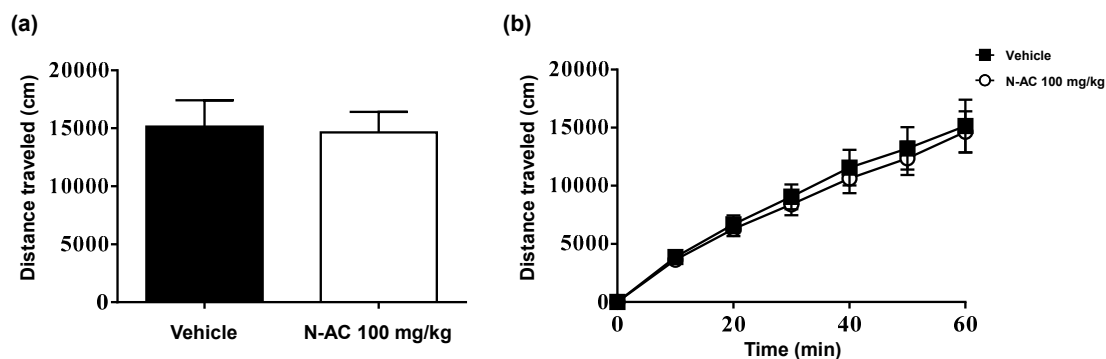 (a)
Distance traveled (cm)
20000
15000
10000
5000
0
Vehicle
N-AC 100 mg/kg
(b)
Vehicle
N-AC 100 mg/kg
Distance traveled (cm)
20000
15000
10000
5000
0
0 20 40 60
Time (min)